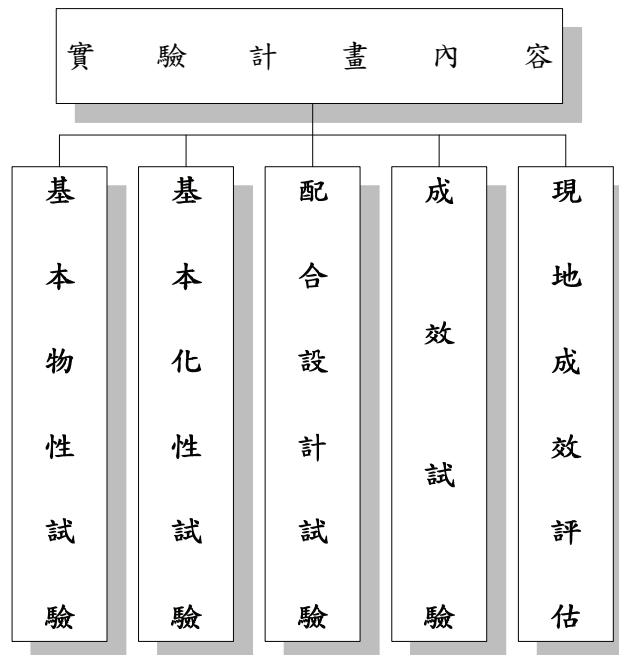 實驗計畫內容
基本物性試驗
基本化性試驗
配合設計試驗
成效試驗
現地成效評估